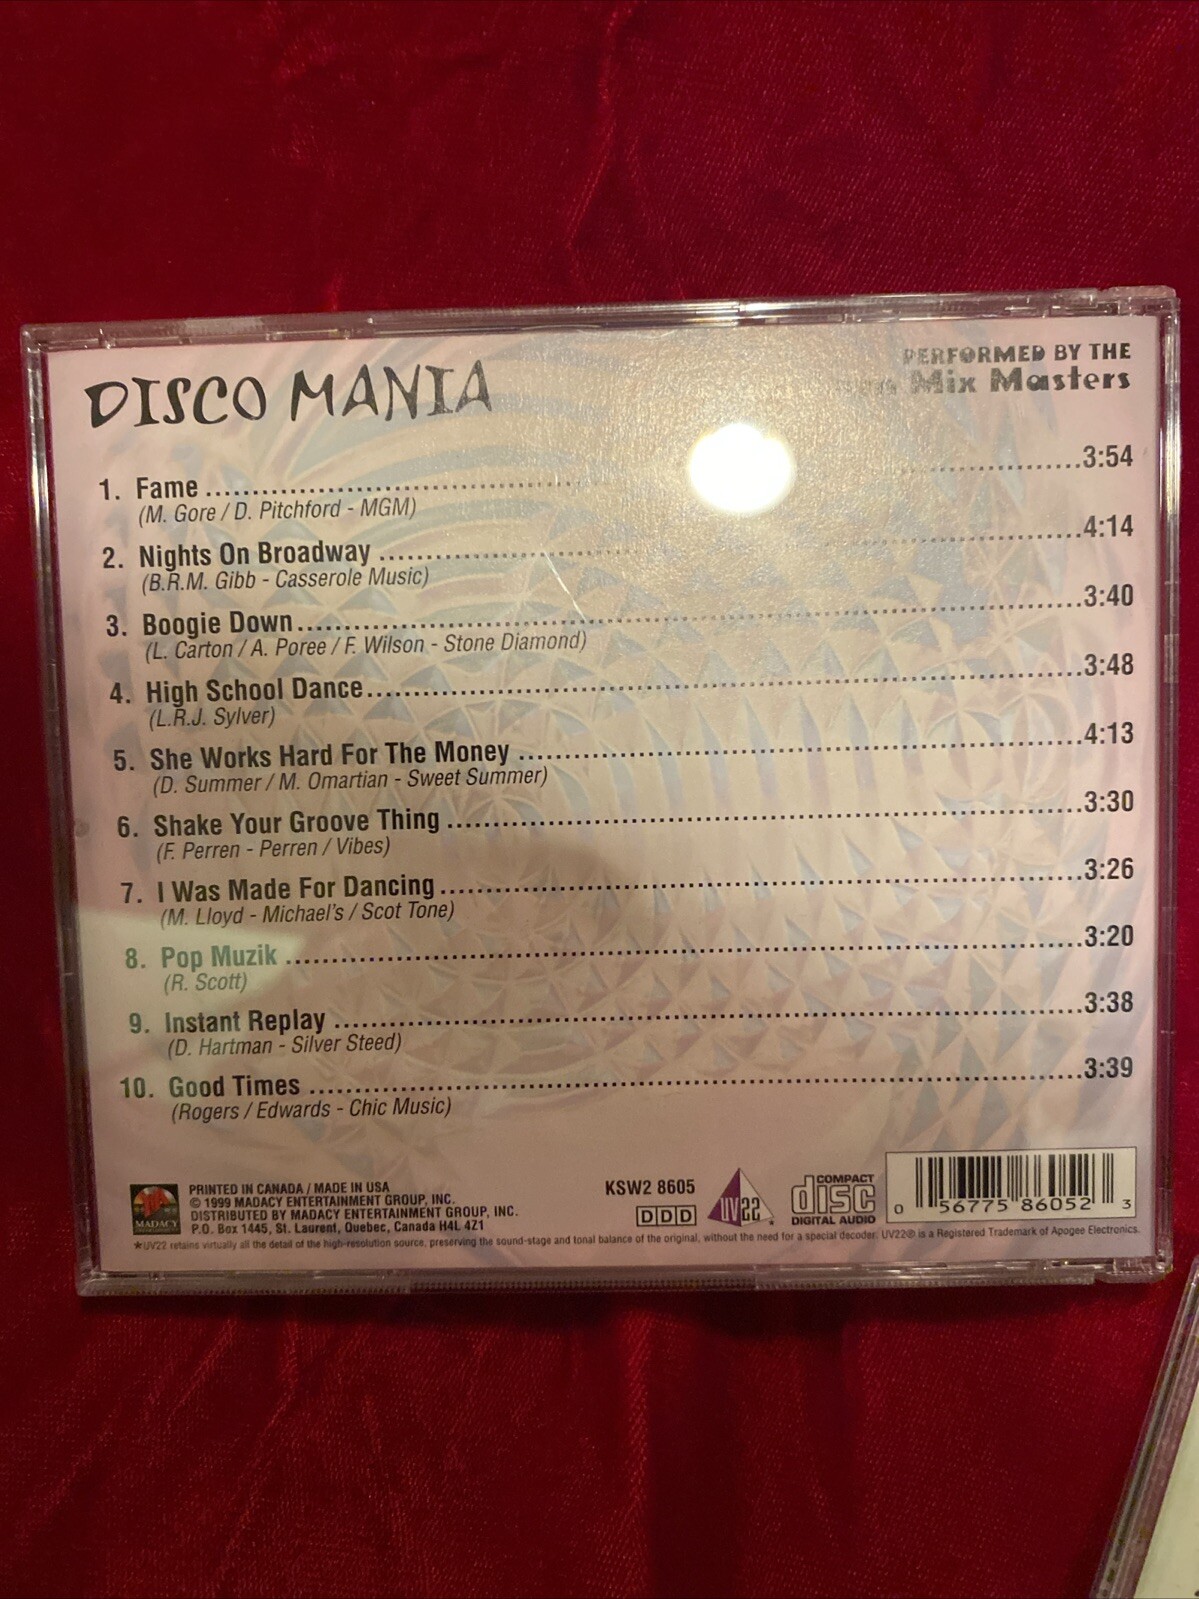 DISCO MANIA
PERFORMED BY THE
Mix Masters
1. Fame ........ 3:54
(M. Gore / D. Pitchford - MGM)
2. Nights On Broadway ........ 4:14
(B.R.M. Gibb - Casserole Music)
3. Boogie Down ........ 3:40
(L. Carton / A. Poree / F. Wilson - Stone Diamond)
4. High School Dance ........ 3:48
(L.R.J. Sylver)
5. She Works Hard For The Money ........ 4:13
(D. Summer / M. Omartian - Sweet Summer)
6. Shake Your Groove Thing ........ 3:30
(F. Perren - Perren / Vibes)
7. I Was Made For Dancing ........ 3:26
(M. Lloyd - Michael's / Scot Tone)
8. Pop Muzik ........ 3:20
(R. Scott)
9. Instant Replay ........ 3:38
(D. Hartman - Silver Steed)
10. Good Times ........ 3:39
(Rogers / Edwards - Chic Music)
MADACY
PRINTED IN CANADA / MADE IN USA
© 1999 MADACY ENTERTAINMENT GROUP, INC.
DISTRIBUTED BY MADACY ENTERTAINMENT GROUP, INC.
P.O. Box 1445, St. Laurent, Quebec, Canada H4L 4Z1
KSW2 8605
DDD
UV22
COMPACT
disc
DIGITAL AUDIO
0 56775 86052 3
*UV22 retains virtually all the detail of the high-resolution source, preserving the sound-stage and tonal balance of the original, without the need for a special decoder. UV22® is a Registered Trademark of Apogee Electronics.